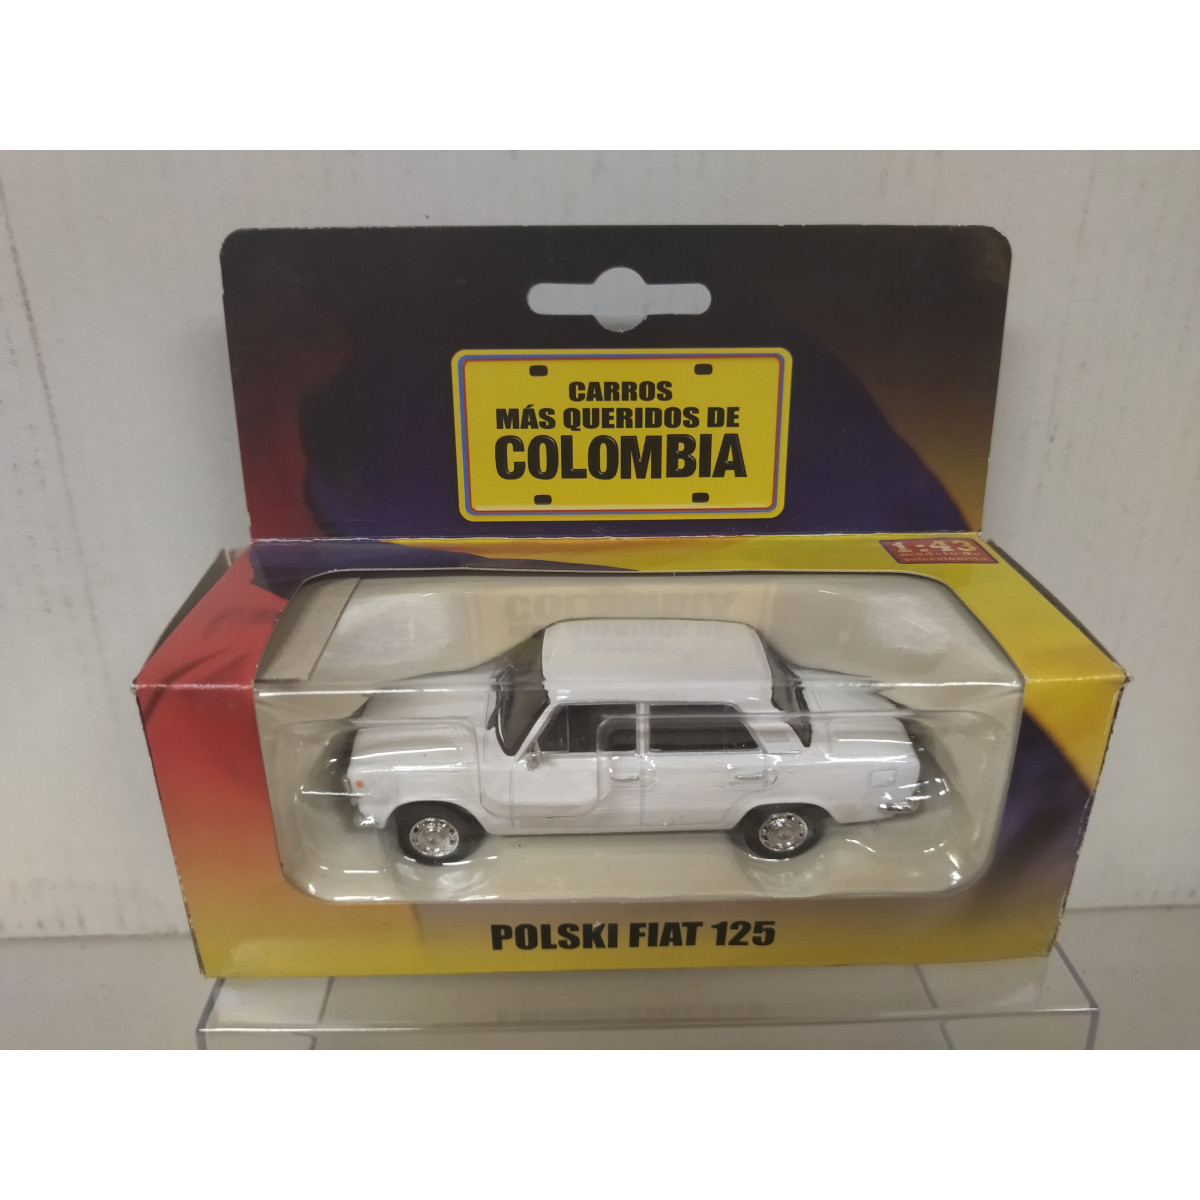 CARROS
MÁS QUERIDOS DE
COLOMBIA
1:43
POLSKI FIAT 125